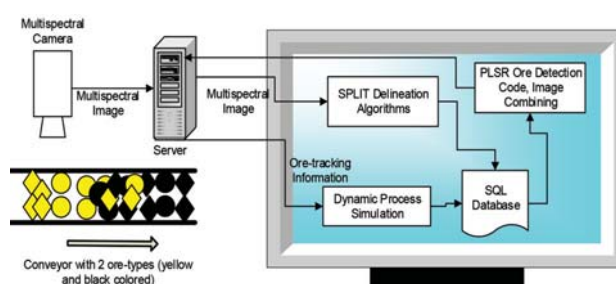 Multispectral
Camera
Multispectral
Image
Server
Multispectral
Image
SPLIT Delineation
Algorithms
PLSR Ore Detection
Code, Image
Combining
Ore-tracking
Information
Dynamic Process
Simulation
SQL
Database
Conveyor with 2 ore-types (yellow
and black colored)